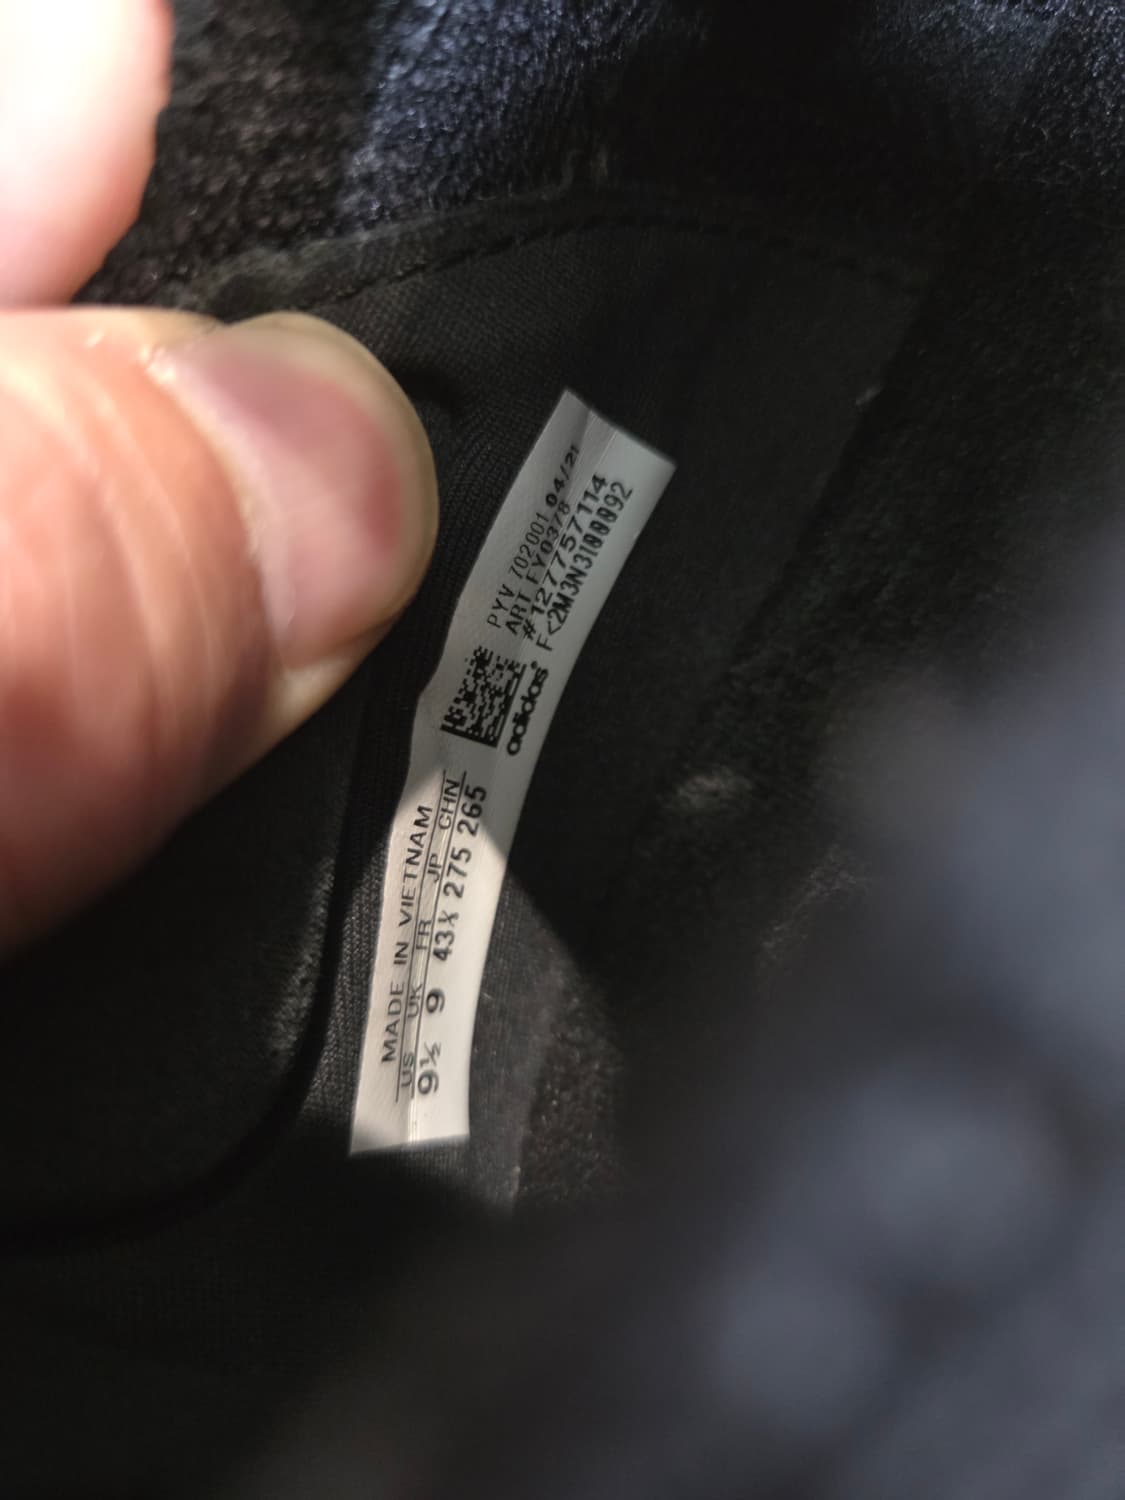 PYV 702001 04/21
ART FY0378
#127757114
F<2M3N3100092
adidas
MADE IN VIETNAM
US UK FR JP CHN
9½ 9 43⅓ 275 265